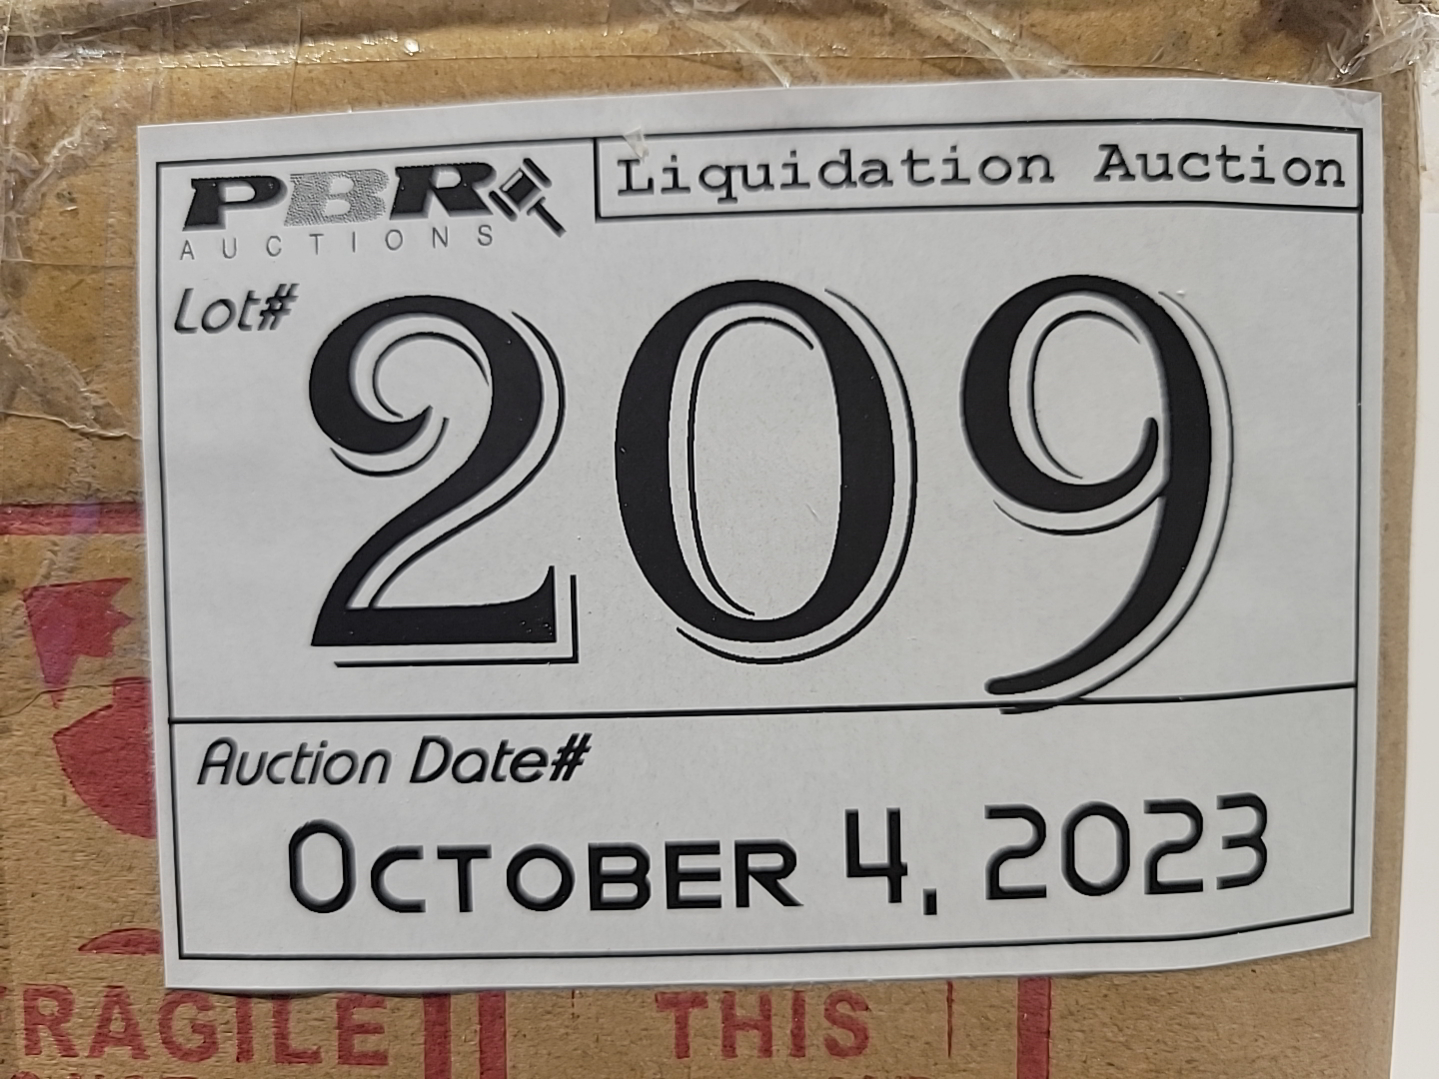 PBR
AUCTIONS
Liquidation Auction
Lot#
209
Auction Date#
OCTOBER 4, 2023
RAGILE
THIS